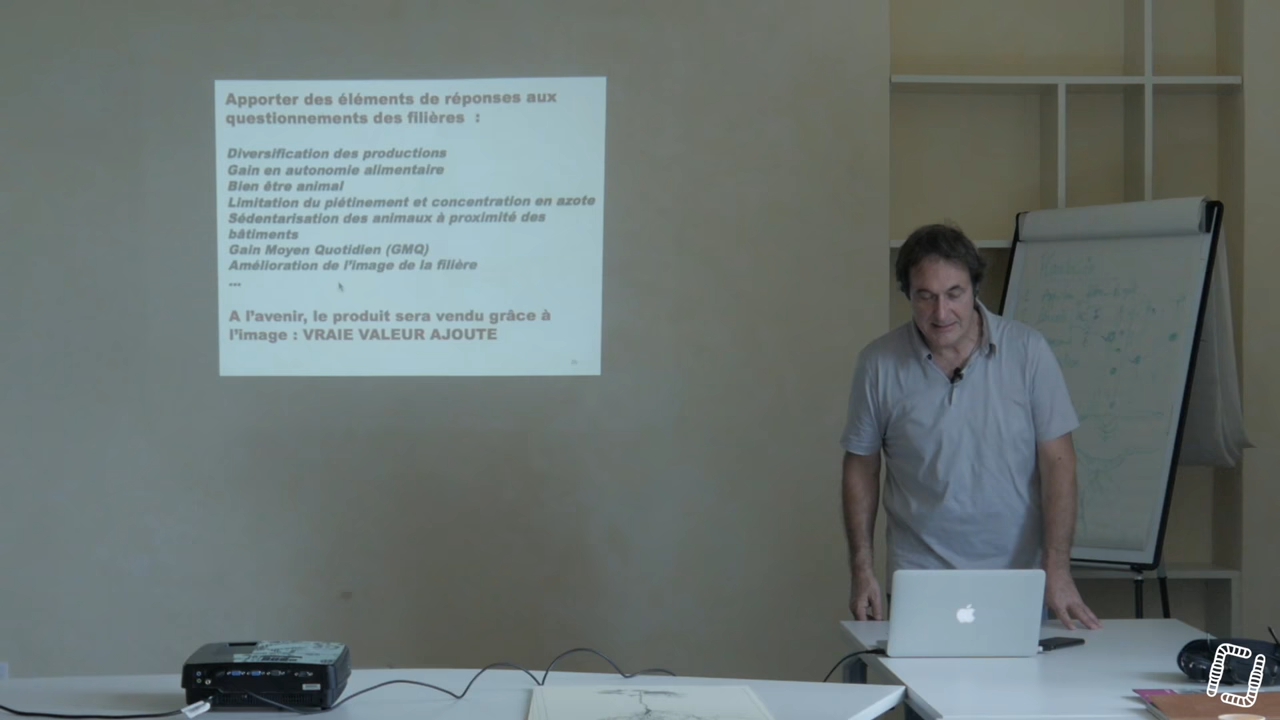 Apporter des éléments de réponses aux
questionnements des filières :
Diversification des productions
Gain en autonomie alimentaire
Bien être animal
Limitation du piétinement et concentration en azote
Sédentarisation des animaux à proximité des
bâtiments
Gain Moyen Quotidien (GMQ)
Amélioration de l'image de la filière
...
A l'avenir, le produit sera vendu grâce à
l'image : VRAIE VALEUR AJOUTE